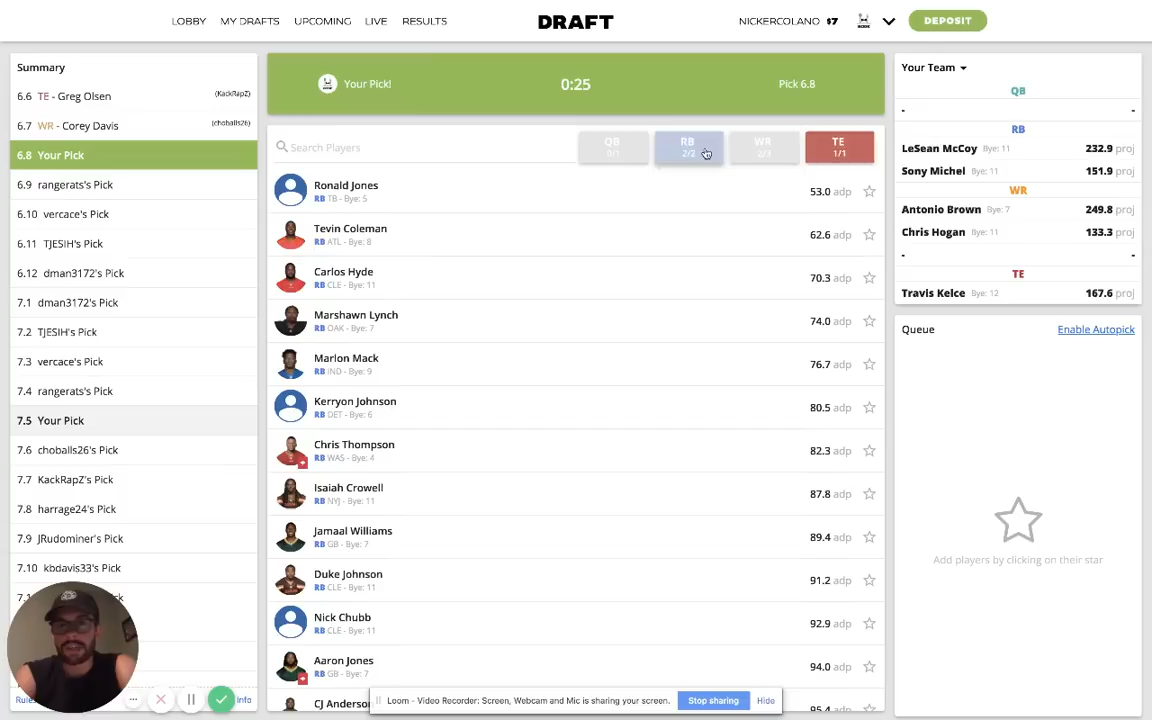 LOBBY MY DRAFTS UPCOMING LIVE RESULTS
DRAFT
NICKERCOLANO $7
DEPOSIT
Summary
6.6 TE - Greg Olsen (KackRapZ)
6.7 WR - Corey Davis (choballs26)
6.8 Your Pick
6.9 rangerats's Pick
6.10 vercace's Pick
6.11 TJESIH's Pick
6.12 dman3172's Pick
7.1 dman3172's Pick
7.2 TJESIH's Pick
7.3 vercace's Pick
7.4 rangerats's Pick
7.5 Your Pick
7.6 choballs26's Pick
7.7 KackRapZ's Pick
7.8 harrage24's Pick
7.9 JRudominer's Pick
7.10 kbdavis33's Pick
Rules
Info
Your Pick!
0:25
Pick 6.8
Search Players
QB
0/1
RB
2/2
WR
2/3
TE
1/1
Ronald Jones
RB TB - Bye: 5
53.0 adp
Tevin Coleman
RB ATL - Bye: 8
62.6 adp
Carlos Hyde
RB CLE - Bye: 11
70.3 adp
Marshawn Lynch
RB OAK - Bye: 7
74.0 adp
Marlon Mack
RB IND - Bye: 9
76.7 adp
Kerryon Johnson
RB DET - Bye: 6
80.5 adp
Chris Thompson
RB WAS - Bye: 4
82.3 adp
Isaiah Crowell
RB NYJ - Bye: 11
87.8 adp
Jamaal Williams
RB GB - Bye: 7
89.4 adp
Duke Johnson
RB CLE - Bye: 11
91.2 adp
Nick Chubb
RB CLE - Bye: 11
92.9 adp
Aaron Jones
RB GB - Bye: 7
94.0 adp
CJ Anderson
95.4 adp
Loom - Video Recorder: Screen, Webcam and Mic is sharing your screen.
Stop sharing
Hide
Your Team
QB
- -
RB
LeSean McCoy Bye: 11 232.9 proj
Sony Michel Bye: 11 151.9 proj
WR
Antonio Brown Bye: 7 249.8 proj
Chris Hogan Bye: 11 133.3 proj
- -
TE
Travis Kelce Bye: 12 167.6 proj
Queue
Enable Autopick
Add players by clicking on their star